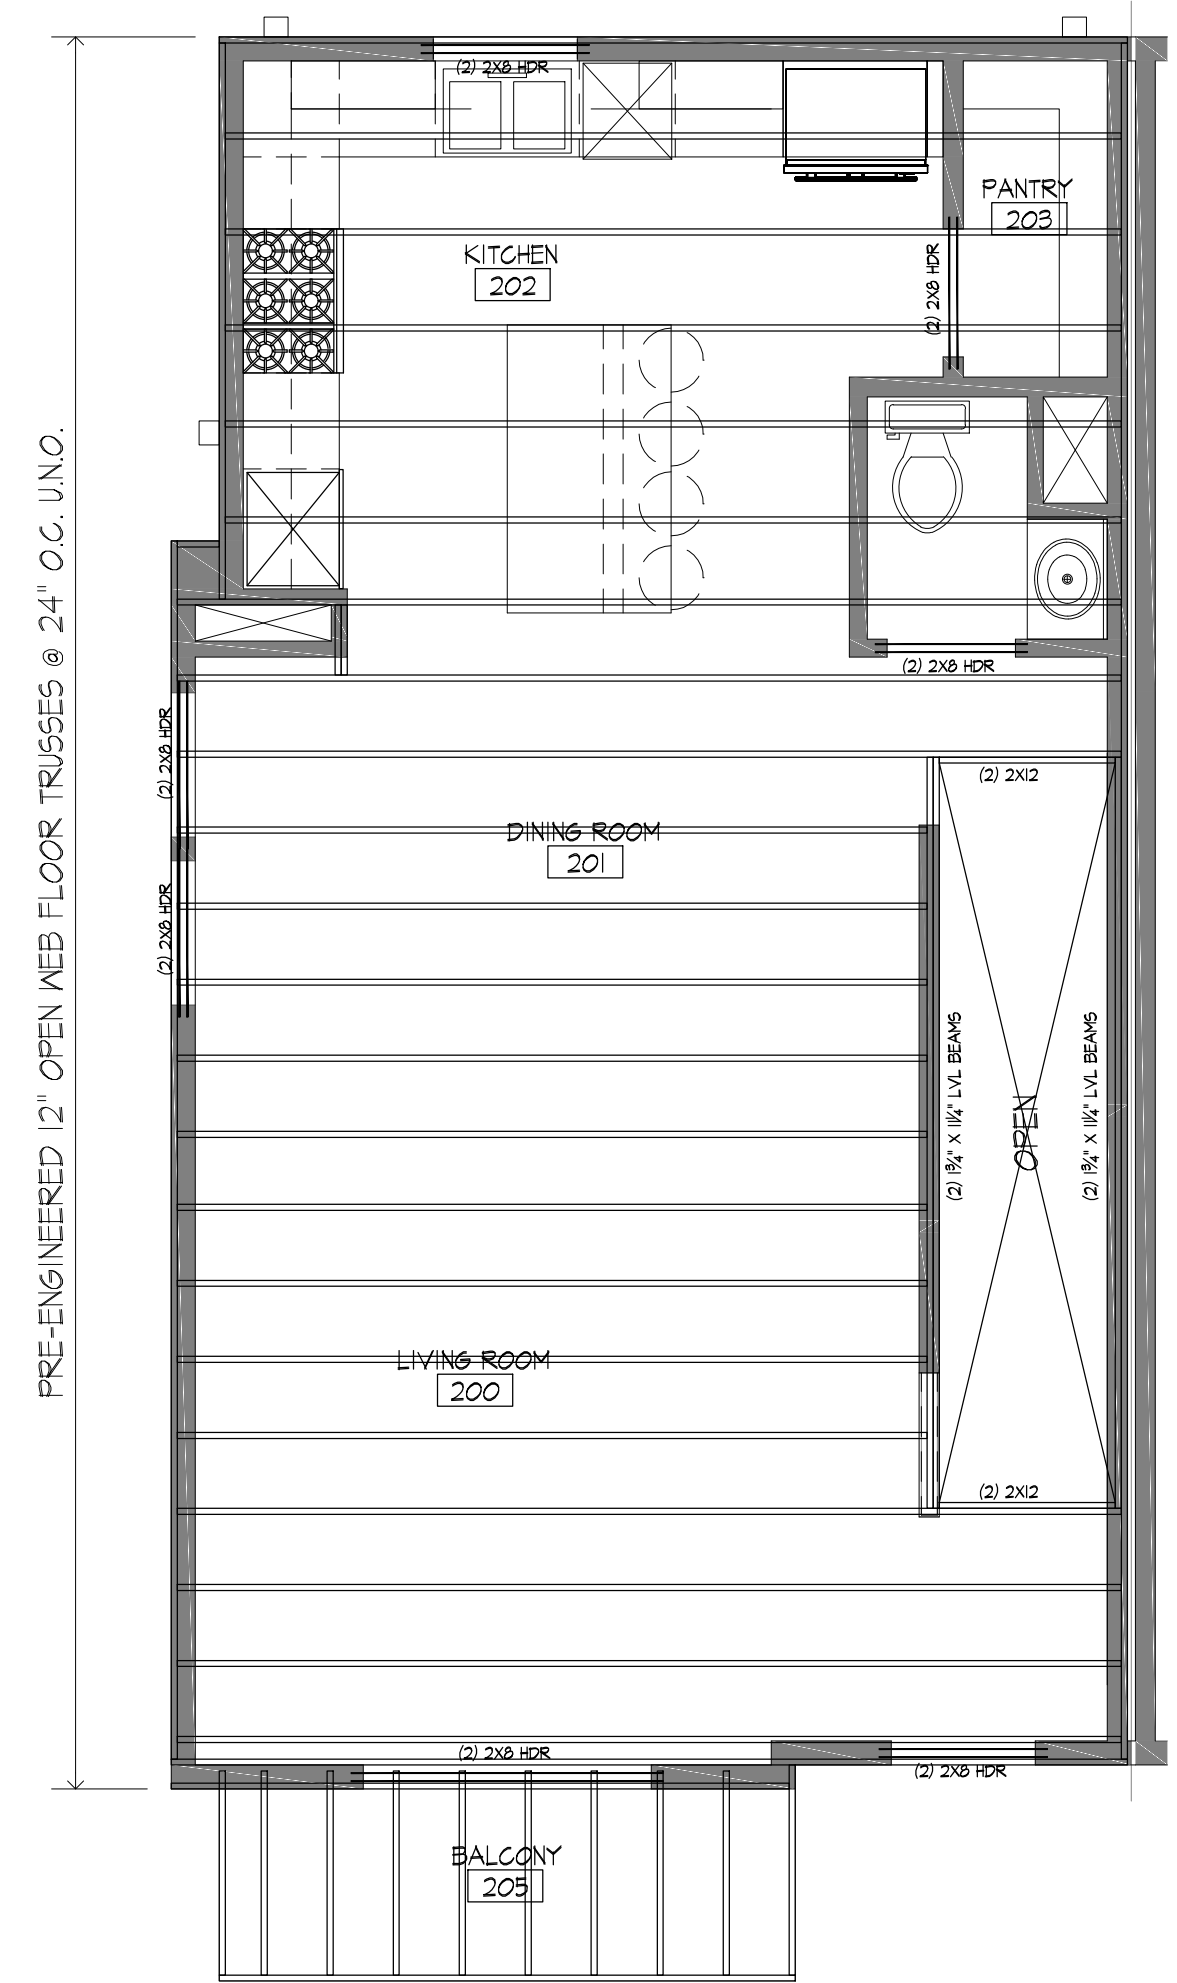 (2) 2X8 HDR
PANTRY
203
KITCHEN
202
(2) 2X8 HDR
PRE-ENGINEERED 12" OPEN WEB FLOOR TRUSSES @ 24" O.C. U.N.O.
(2) 2X8 HDR
(2) 2X8 HDR
(2) 2X12
DINING ROOM
201
(2) 2X8 HDR
(2) 1¾" X 11¼" LVL BEAMS
OPEN
(2) 1¾" X 11¼" LVL BEAMS
LIVING ROOM
200
(2) 2X12
(2) 2X8 HDR
(2) 2X8 HDR
BALCONY
205